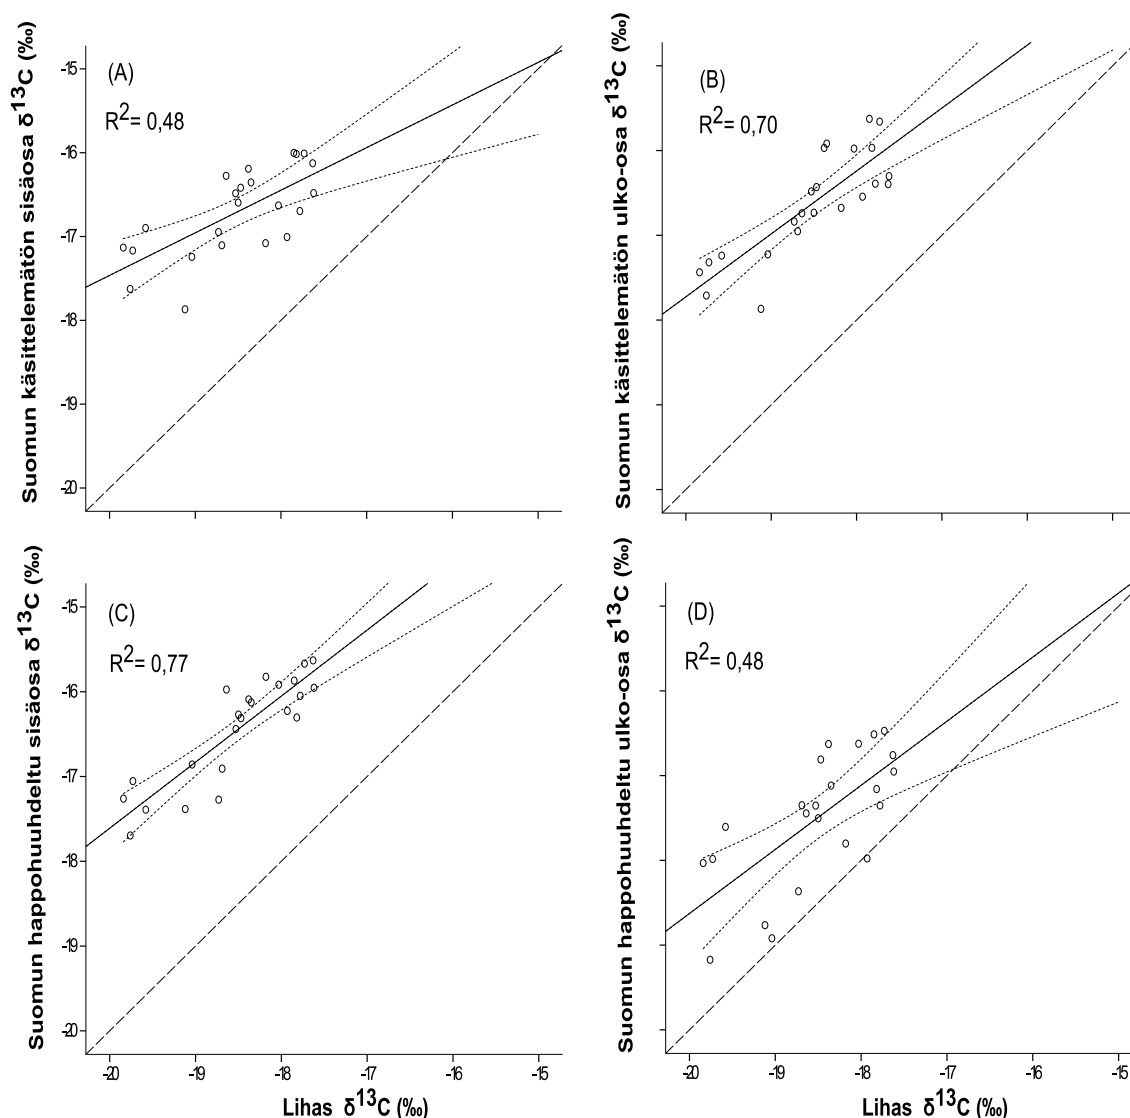 Suomun käsittelemätön sisäosa δ¹³C (‰)
(A)
R²= 0,48
-15
-16
-17
-18
-19
-20
Suomun käsittelemätön ulko-osa δ¹³C (‰)
(B)
R²= 0,70
Suomun happohuuhdeltu sisäosa δ¹³C (‰)
(C)
R²= 0,77
-15
-16
-17
-18
-19
-20
-20 -19 -18 -17 -16 -15
Lihas δ¹³C (‰)
Suomun happohuuhdeltu ulko-osa δ¹³C (‰)
(D)
R²= 0,48
-20 -19 -18 -17 -16 -15
Lihas δ¹³C (‰)